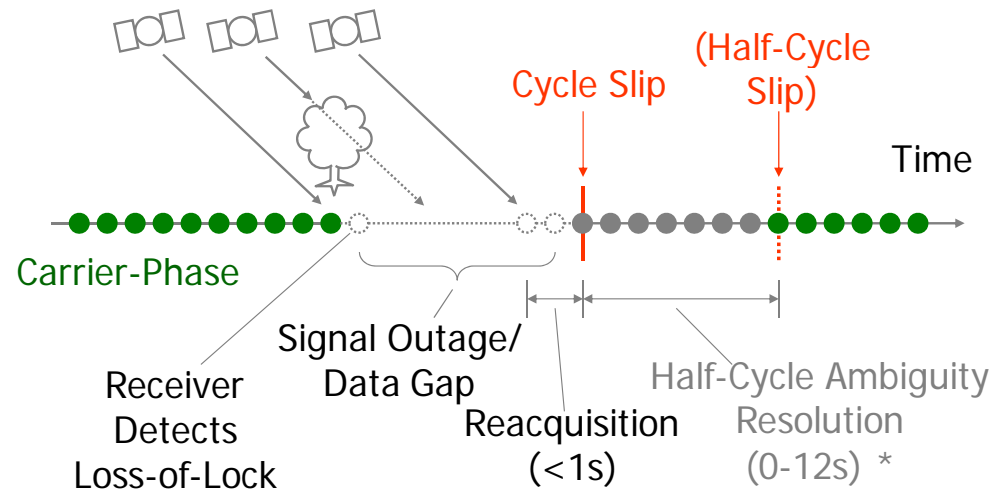 (Half-Cycle
Slip)
Cycle Slip
Time
Carrier-Phase
Signal Outage/
Data Gap
Receiver
Detects
Loss-of-Lock
Reacquisition
(<1s)
Half-Cycle Ambiguity
Resolution
(0-12s) *